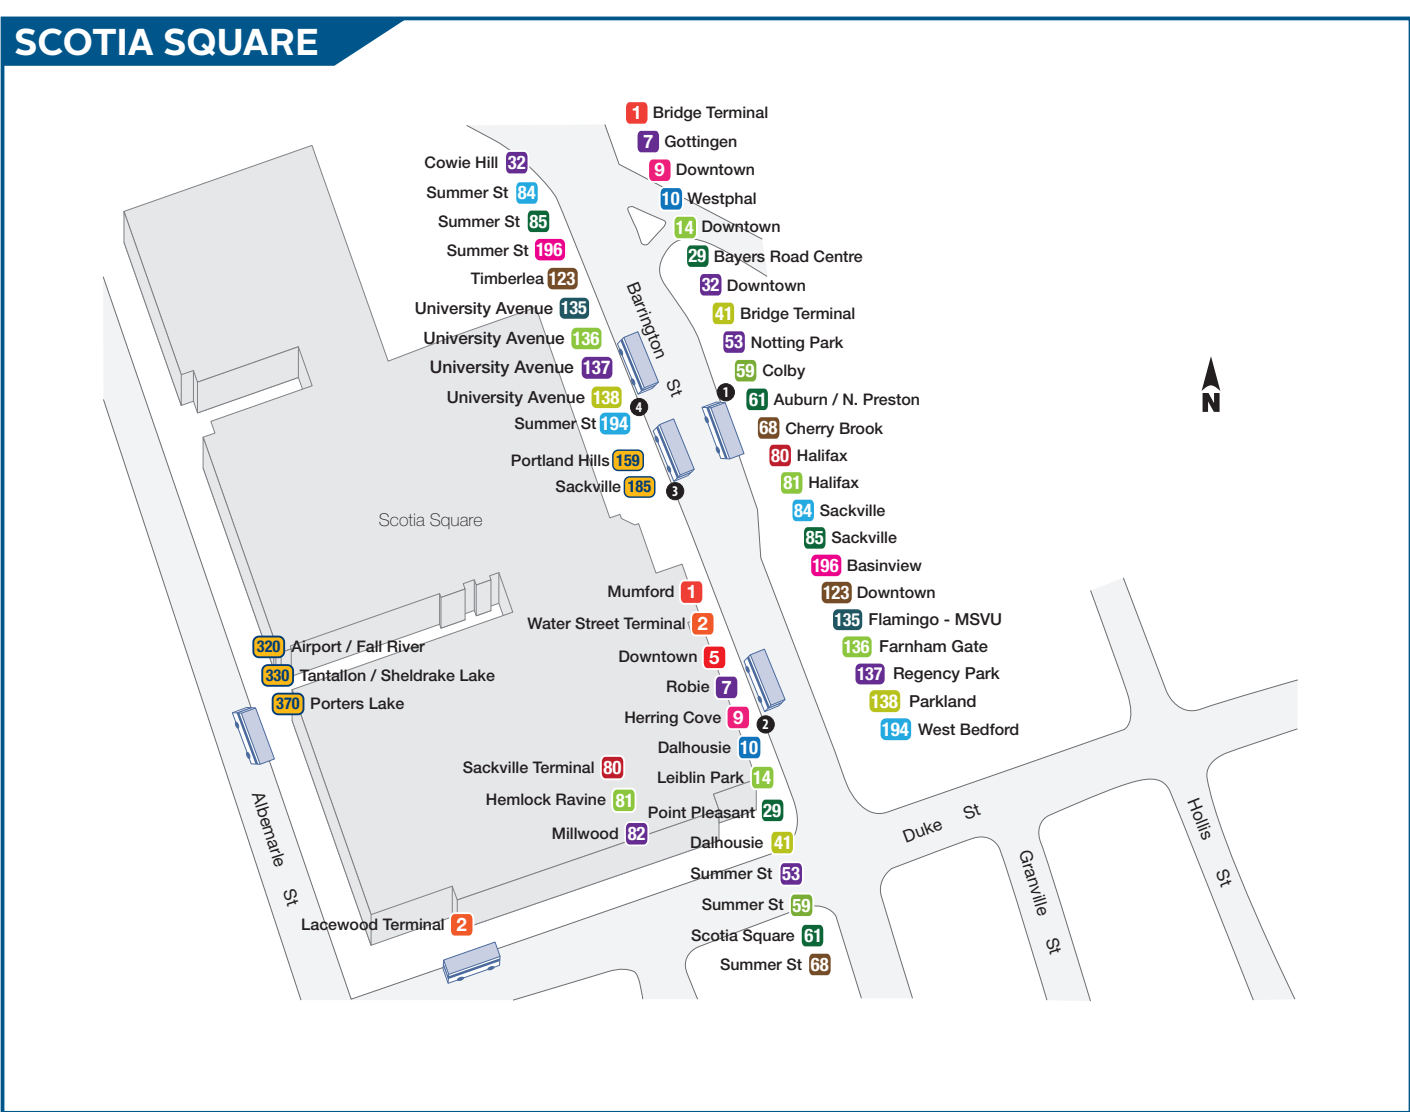 SCOTIA SQUARE
1 Bridge Terminal
7 Gottingen
9 Downtown
10 Westphal
14 Downtown
29 Bayers Road Centre
32 Downtown
41 Bridge Terminal
53 Notting Park
59 Colby
1
61 Auburn / N. Preston
68 Cherry Brook
80 Halifax
81 Halifax
84 Sackville
85 Sackville
196 Basinview
123 Downtown
135 Flamingo - MSVU
136 Farnham Gate
137 Regency Park
138 Parkland
194 West Bedford
Cowie Hill 32
Summer St 84
Summer St 85
Summer St 196
Timberlea 123
University Avenue 135
University Avenue 136
University Avenue 137
University Avenue 138
4
Summer St 194
Portland Hills 159
Sackville 185
3
Barrington St
N
Scotia Square
Mumford 1
Water Street Terminal 2
Downtown 5
Robie 7
Herring Cove 9
2
Dalhousie 10
Leiblin Park 14
Point Pleasant 29
Dalhousie 41
Summer St 53
Summer St 59
Scotia Square 61
Summer St 68
Sackville Terminal 80
Hemlock Ravine 81
Millwood 82
320 Airport / Fall River
330 Tantallon / Sheldrake Lake
370 Porters Lake
Albemarle St
Lacewood Terminal 2
Duke St
Granville St
Hollis St